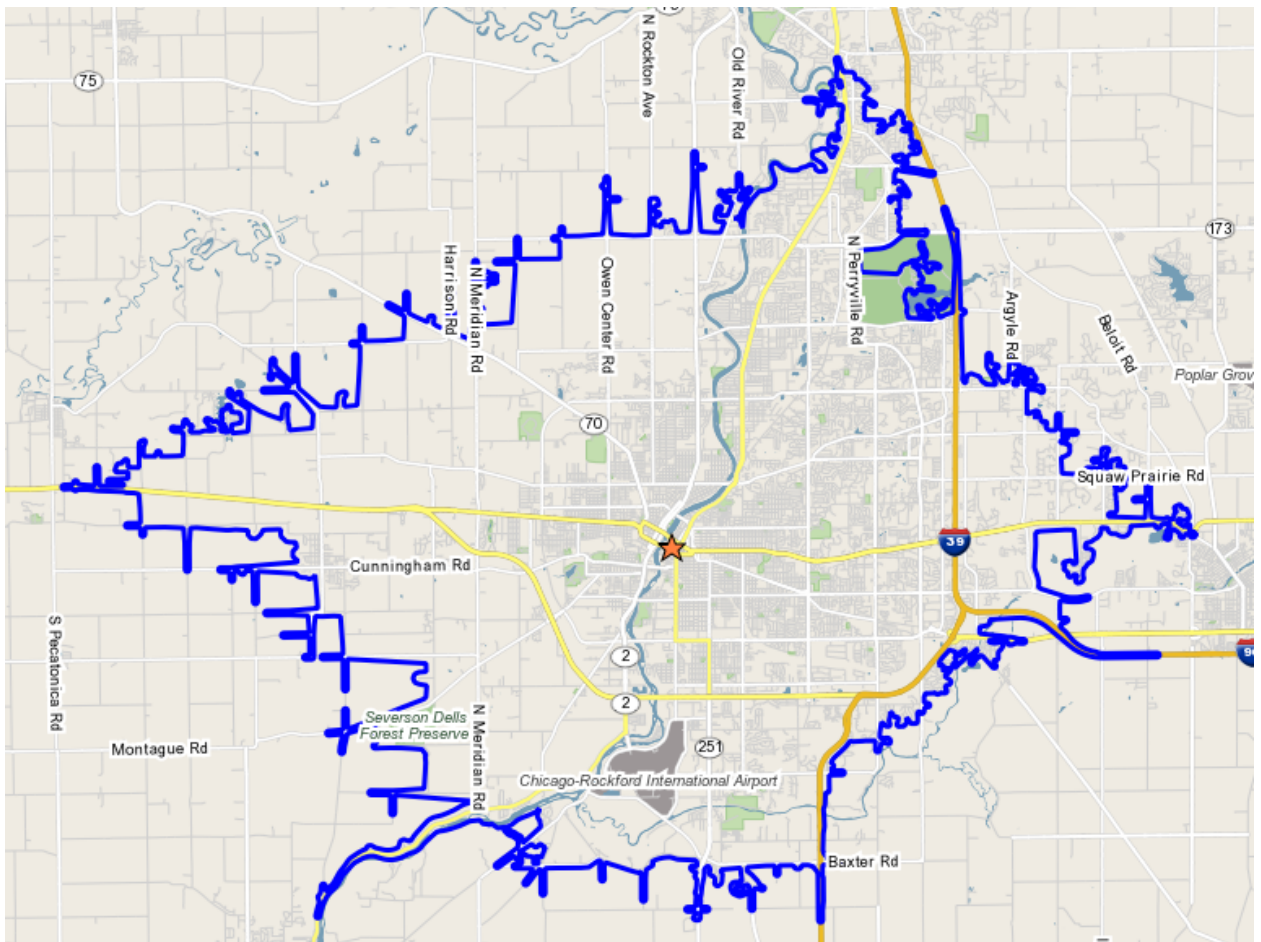 75
N Rockton Ave
Old River Rd
173
N Perryville Rd
Harrison Rd
N Meridian Rd
Owen Center Rd
Argyle Rd
Beloit Rd
Poplar Grov
70
Squaw Prairie Rd
39
Cunningham Rd
S Pecatonica Rd
2
90
2
Severson Dells
Forest Preserve
N Meridian Rd
Montague Rd
251
Chicago-Rockford International Airport
Baxter Rd